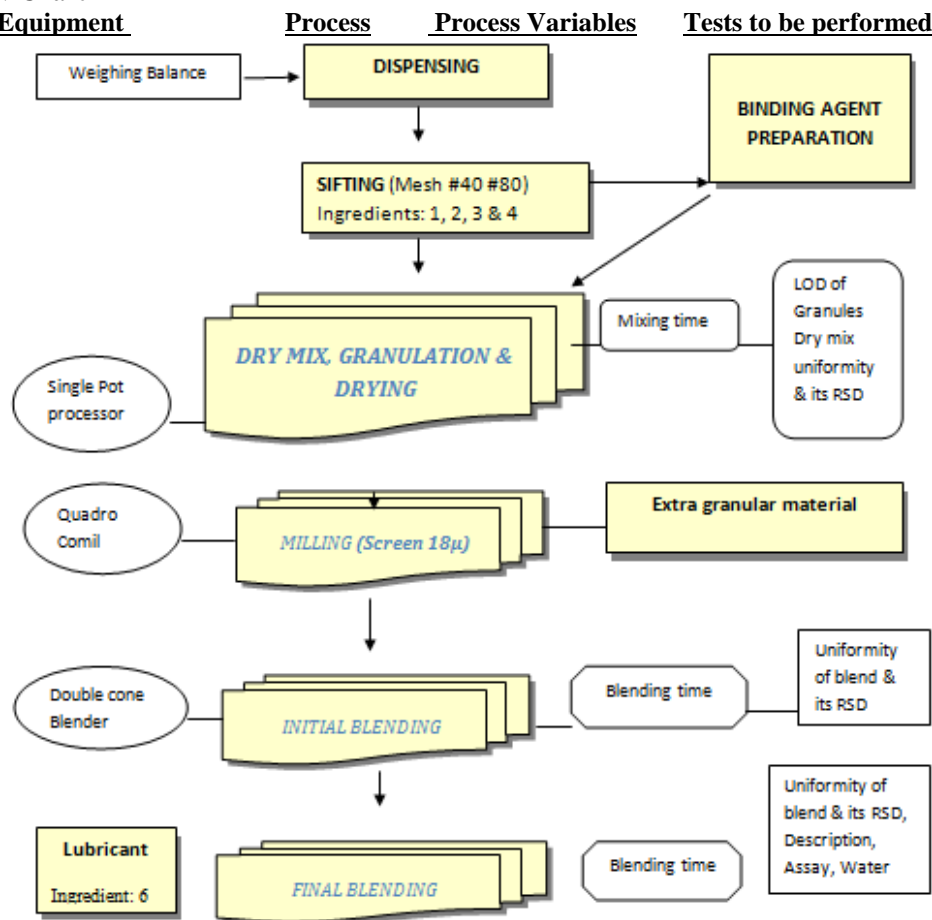 Equipment Process Process Variables Tests to be performed
Weighing Balance
DISPENSING
BINDING AGENT
PREPARATION
SIFTING (Mesh #40 #80)
Ingredients: 1, 2, 3 & 4
DRY MIX, GRANULATION &
DRYING
Mixing time
LOD of
Granules
Dry mix
uniformity
& its RSD
Single Pot
processor
Quadro
Comil
MILLING (Screen 18µ)
Extra granular material
Double cone
Blender
INITIAL BLENDING
Blending time
Uniformity
of blend &
its RSD
Lubricant
Ingredient: 6
FINAL BLENDING
Blending time
Uniformity of
blend & its RSD,
Description,
Assay, Water